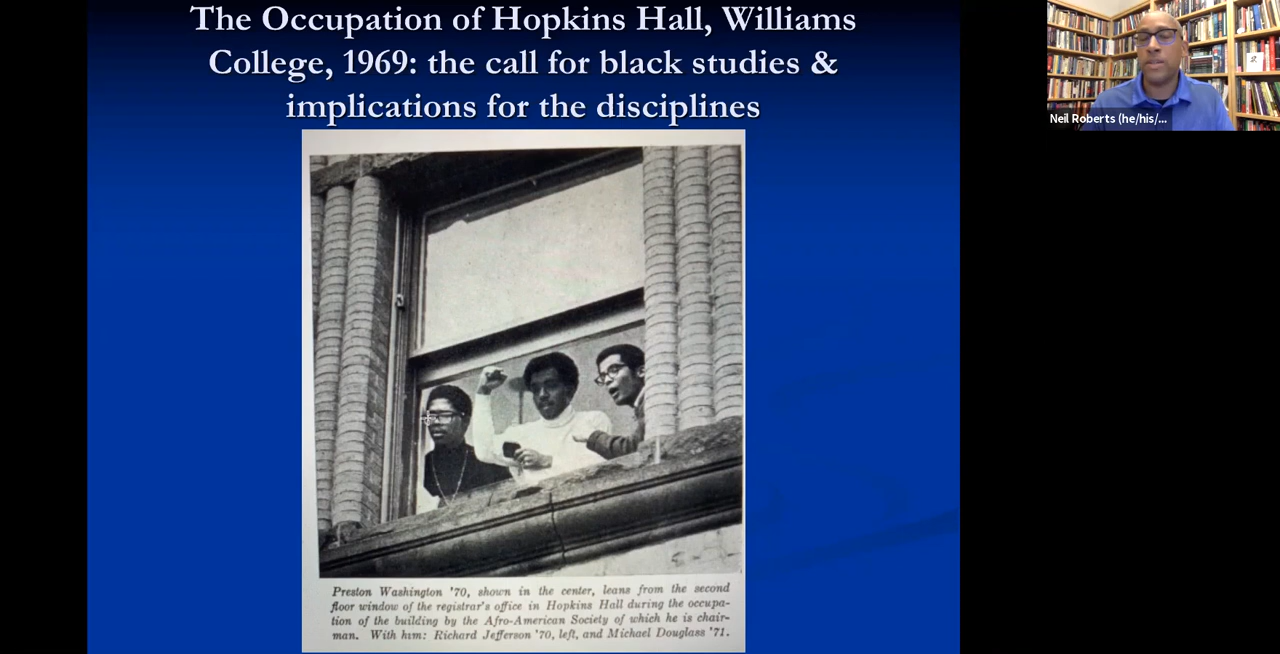 The Occupation of Hopkins Hall, Williams
College, 1969: the call for black studies &
implications for the disciplines
Neil Roberts (he/his/...
Preston Washington '70, shown in the center, leans from the second
floor window of the registrar's office in Hopkins Hall during the occupa-
tion of the building by the Afro-American Society of which he is chair-
man. With him: Richard Jefferson '70, left, and Michael Douglass '71.